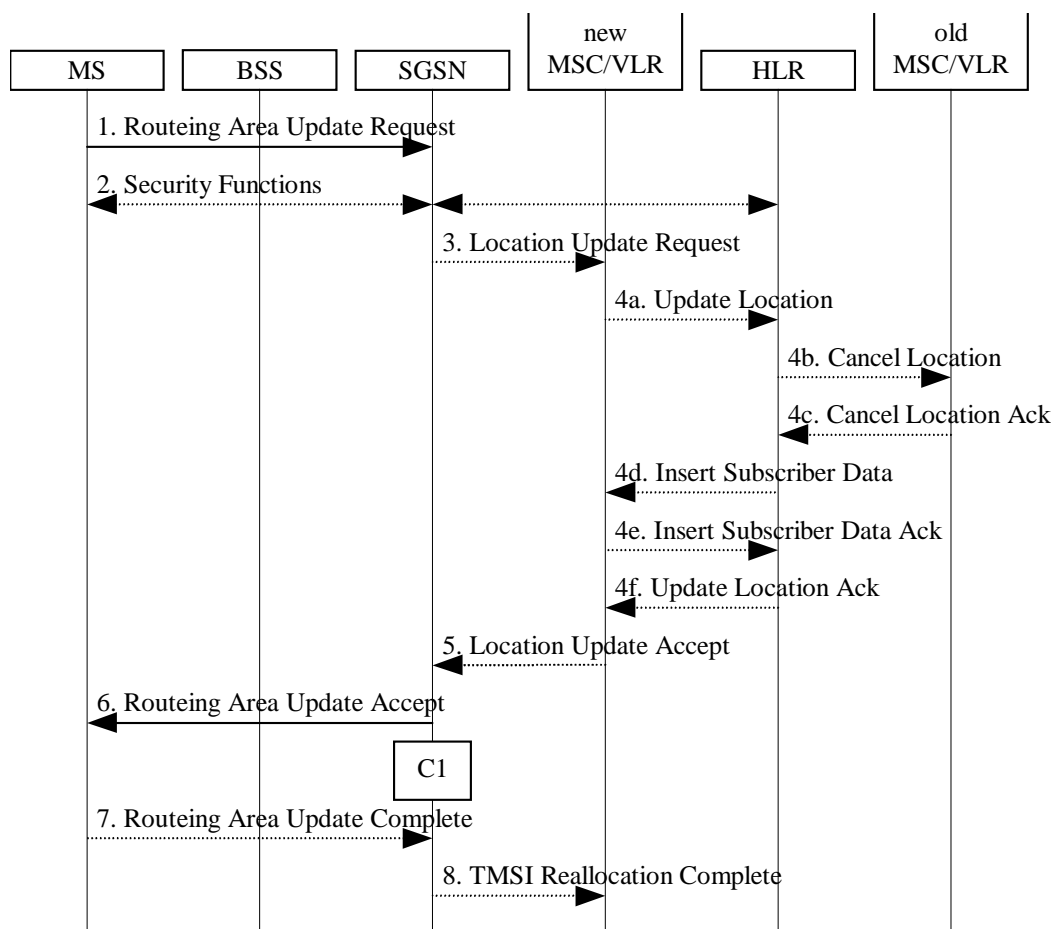 new
MSC/VLR
old
MSC/VLR
MS
BSS
SGSN
HLR
1. Routeing Area Update Request
2. Security Functions
3. Location Update Request
4a. Update Location
4b. Cancel Location
4c. Cancel Location Ack
4d. Insert Subscriber Data
4e. Insert Subscriber Data Ack
4f. Update Location Ack
5. Location Update Accept
6. Routeing Area Update Accept
C1
7. Routeing Area Update Complete
8. TMSI Reallocation Complete